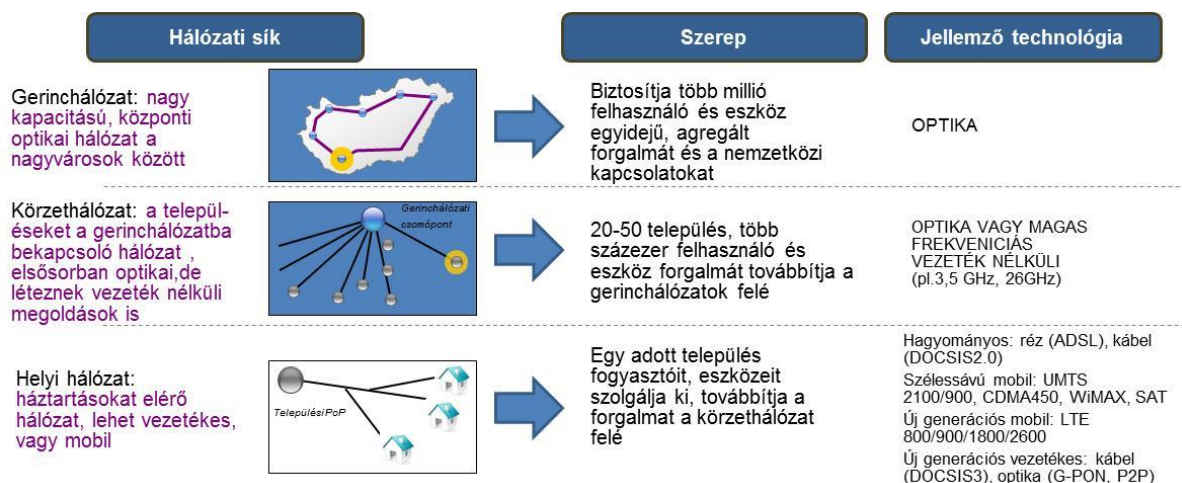 Hálózati sík
Szerep
Jellemző technológia
Gerinchálózat: nagy
kapacitású, központi
optikai hálózat a
nagyvárosok között
Biztosítja több millió
felhasználó és eszköz
egyidejű, agregált
forgalmát és a nemzetközi
kapcsolatokat
OPTIKA
Körzethálózat: a települ-
éseket a gerinchálózatba
bekapcsoló hálózat ,
elsősorban optikai,de
léteznek vezeték nélküli
megoldások is
Gerinchálózati
csomópont
20-50 település, több
százezer felhasználó és
eszköz forgalmát továbbítja a
gerinchálózatok felé
OPTIKA VAGY MAGAS
FREKVENICIÁS
VEZETÉK NÉLKÜLI
(pl.3,5 GHz, 26GHz)
Helyi hálózat:
háztartásokat elérő
hálózat, lehet vezetékes,
vagy mobil
Települési PoP
Egy adott település
fogyasztóit, eszközeit
szolgálja ki, továbbítja a
forgalmat a körzethálózat
felé
Hagyományos: réz (ADSL), kábel
(DOCSIS2.0)
Szélessávú mobil: UMTS
2100/900, CDMA450, WiMAX, SAT
Új generációs mobil: LTE
800/900/1800/2600
Új generációs vezetékes: kábel
(DOCSIS3), optika (G-PON, P2P)